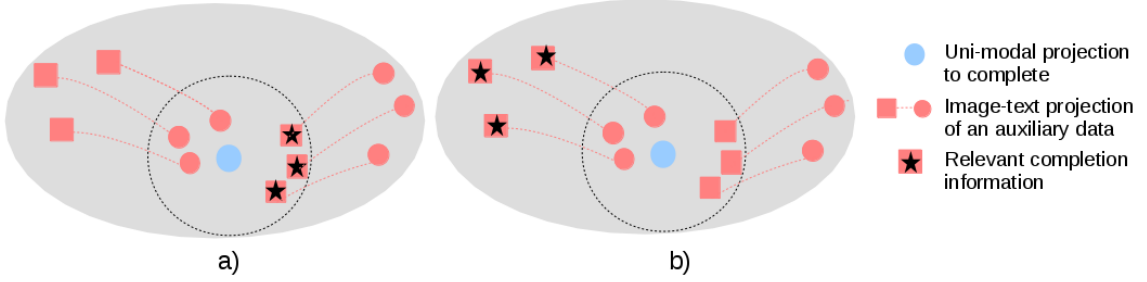 Uni-modal projection
to complete
Image-text projection
of an auxiliary data
Relevant completion
information
a)
b)